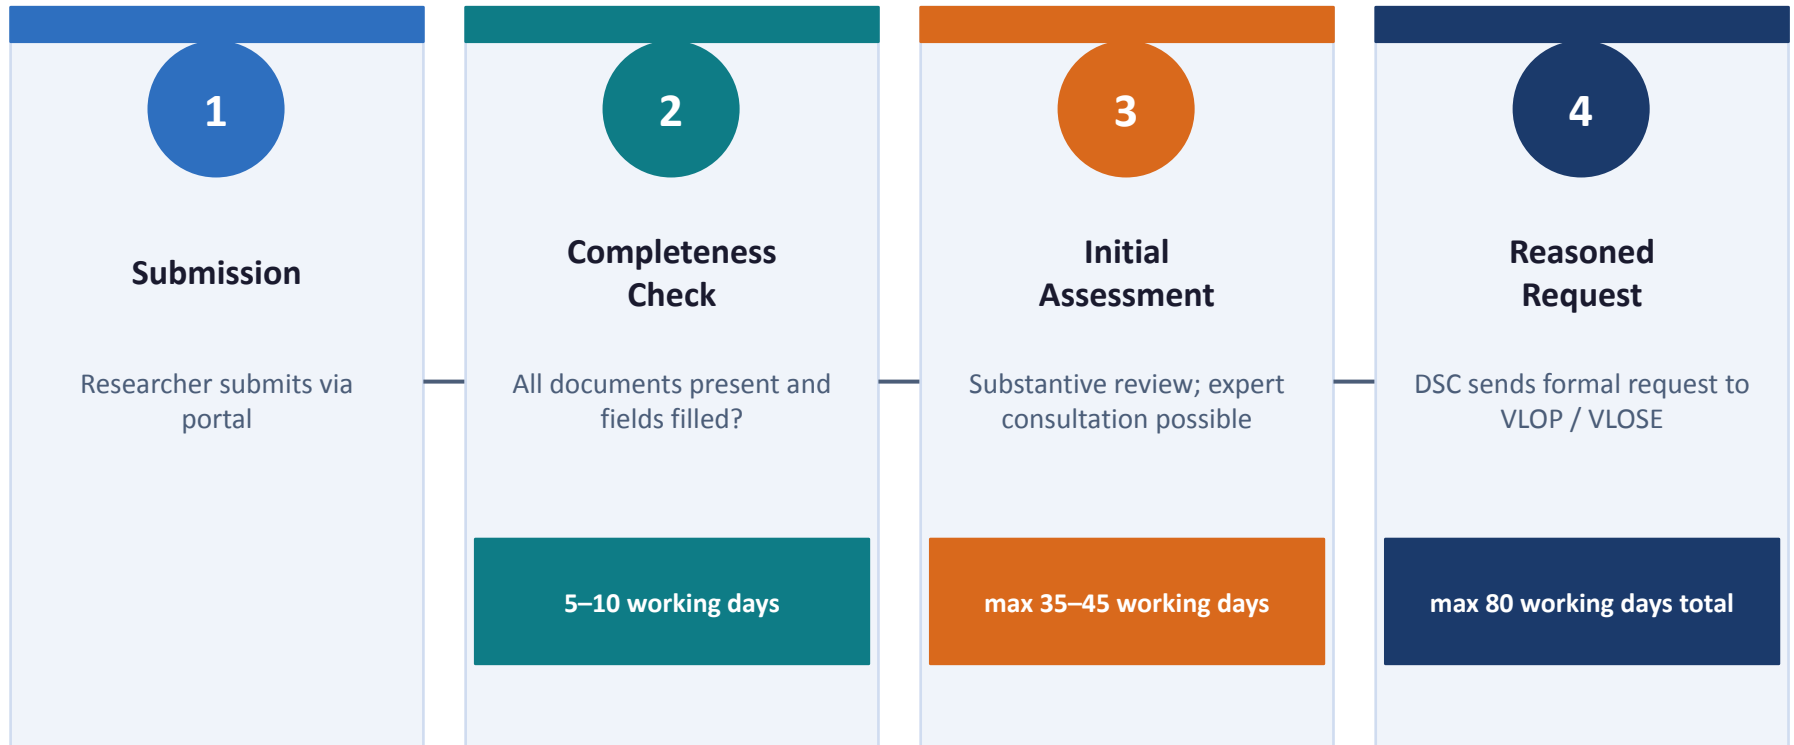 1
Submission
Researcher submits via
portal
2
Completeness
Check
All documents present and
fields filled?
5–10 working days
3
Initial
Assessment
Substantive review; expert
consultation possible
max 35–45 working days
4
Reasoned
Request
DSC sends formal request to
VLOP / VLOSE
max 80 working days total